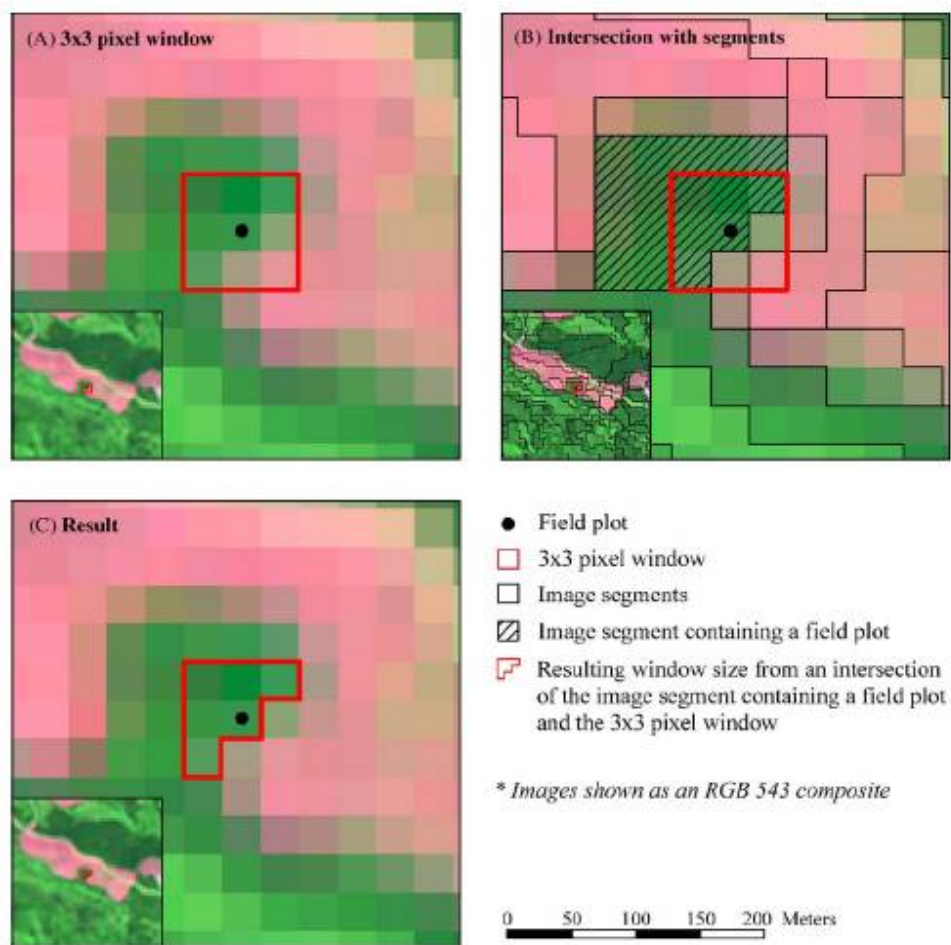 (A) 3x3 pixel window
(B) Intersection with segments
(C) Result
Field plot
3x3 pixel window
Image segments
Image segment containing a field plot
Resulting window size from an intersection
of the image segment containing a field plot
and the 3x3 pixel window
* Images shown as an RGB 543 composite
0 50 100 150 200 Meters